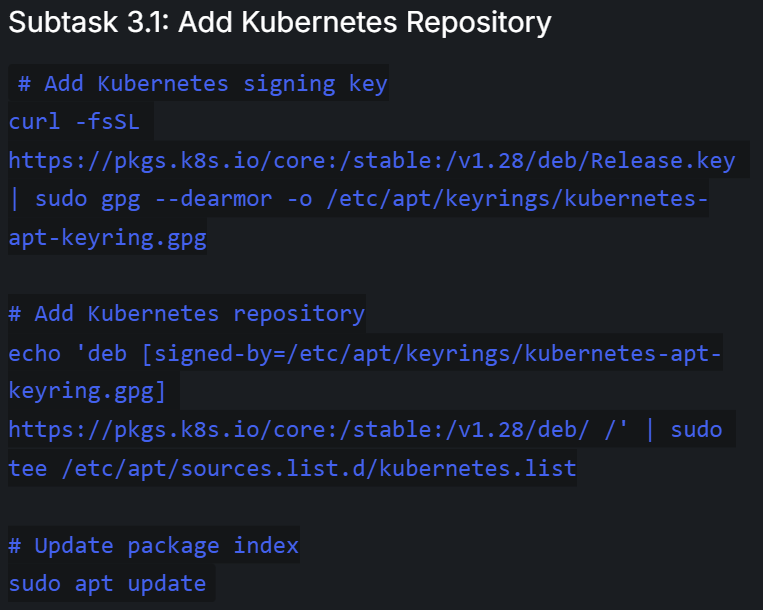 Subtask 3.1: Add Kubernetes Repository
# Add Kubernetes signing key
curl -fsSL
https://pkgs.k8s.io/core:/stable:/v1.28/deb/Release.key
| sudo gpg --dearmor -o /etc/apt/keyrings/kubernetes-
apt-keyring.gpg
# Add Kubernetes repository
echo 'deb [signed-by=/etc/apt/keyrings/kubernetes-apt-
keyring.gpg]
https://pkgs.k8s.io/core:/stable:/v1.28/deb/ /' | sudo
tee /etc/apt/sources.list.d/kubernetes.list
# Update package index
sudo apt update